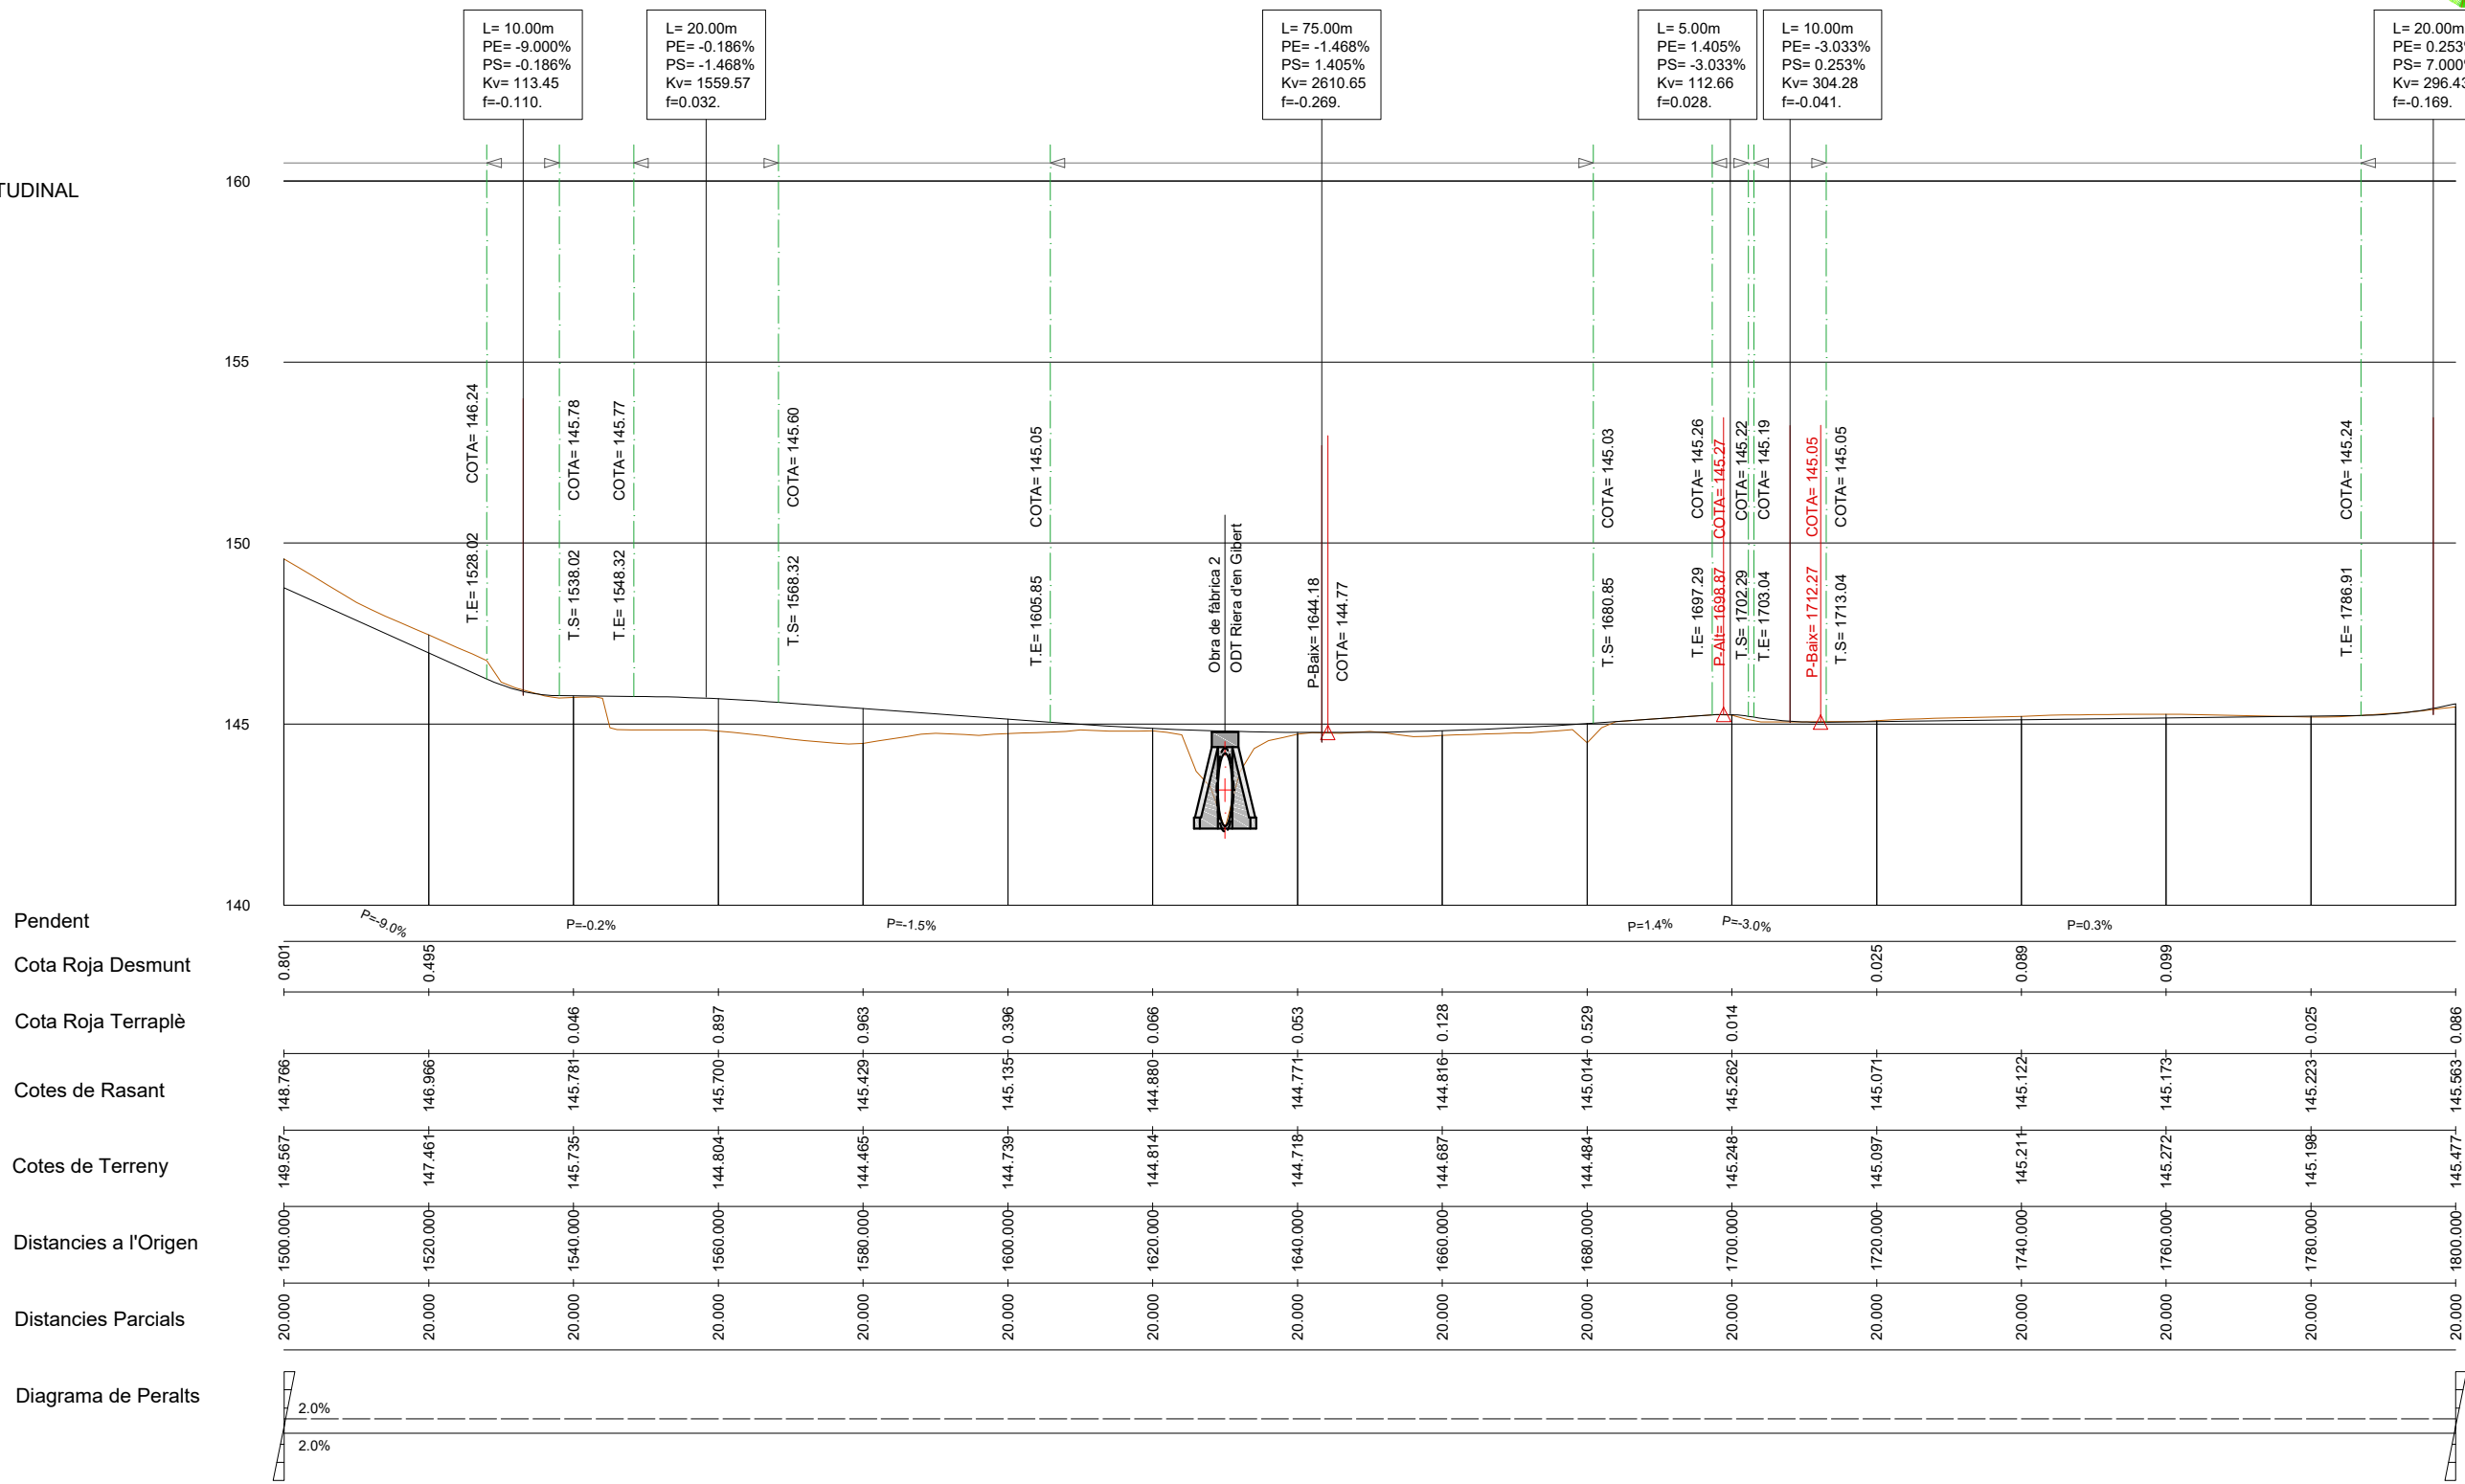 L= 10.00m
PE= -9.000%
PS= -0.186%
Kv= 113.45
f=-0.110.
L= 20.00m
PE= -0.186%
PS= -1.468%
Kv= 1559.57
f=0.032.
L= 75.00m
PE= -1.468%
PS= 1.405%
Kv= 2610.65
f=-0.269.
L= 5.00m
PE= 1.405%
PS= -3.033%
Kv= 112.66
f=0.028.
L= 10.00m
PE= -3.033%
PS= 0.253%
Kv= 304.28
f=-0.041.
L= 20.00m
PE= 0.253%
PS= 7.000%
Kv= 296.43
f=-0.169.
TUDINAL
160
155
150
145
140
T.E= 1528.02 COTA= 146.24
T.S= 1538.02 COTA= 145.78
T.E= 1548.32 COTA= 145.77
T.S= 1568.32 COTA= 145.60
T.E= 1605.85 COTA= 145.05
Obra de fàbrica 2
ODT Riera d'en Gibert
P-Baix= 1644.18
COTA= 144.77
T.S= 1680.85 COTA= 145.03
T.E= 1697.29 COTA= 145.26
P-Alt= 1698.87 COTA= 145.27
T.S= 1702.29 COTA= 145.22
T.E= 1703.04 COTA= 145.19
P-Baix= 1712.27 COTA= 145.05
T.S= 1713.04 COTA= 145.05
T.E= 1786.91 COTA= 145.24
Pendent P=-9.0% P=-0.2% P=-1.5% P=1.4% P=-3.0% P=0.3%
Cota Roja Desmunt 0.801 0.495 0.025 0.089 0.099
Cota Roja Terraplè 0.046 0.897 0.963 0.396 0.066 0.053 0.128 0.529 0.014 0.025 0.086
Cotes de Rasant 148.766 146.966 145.781 145.700 145.429 145.135 144.880 144.771 144.816 145.014 145.262 145.071 145.122 145.173 145.223 145.563
Cotes de Terreny 149.567 147.461 145.735 144.804 144.465 144.739 144.814 144.718 144.687 144.484 145.248 145.097 145.211 145.272 145.198 145.477
Distancies a l'Origen 1500.000 1520.000 1540.000 1560.000 1580.000 1600.000 1620.000 1640.000 1660.000 1680.000 1700.000 1720.000 1740.000 1760.000 1780.000 1800.000
Distancies Parcials 20.000 20.000 20.000 20.000 20.000 20.000 20.000 20.000 20.000 20.000 20.000 20.000 20.000 20.000 20.000 20.000
Diagrama de Peralts
2.0%
2.0%